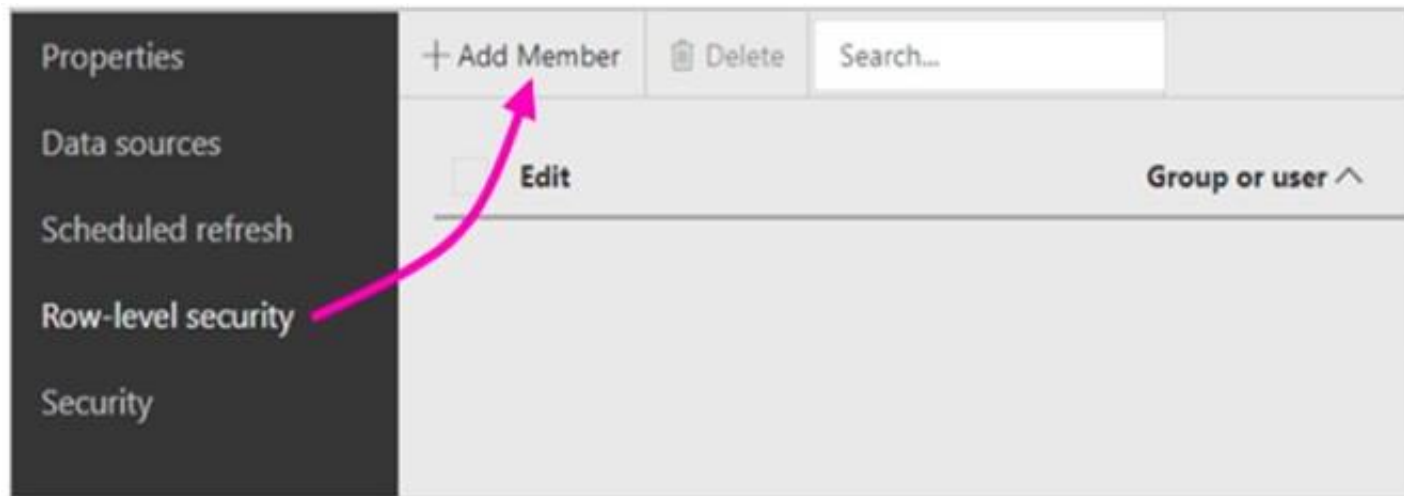 Properties
Data sources
Scheduled refresh
Row-level security
Security
Add Member
Delete
Search...
Edit
Group or user